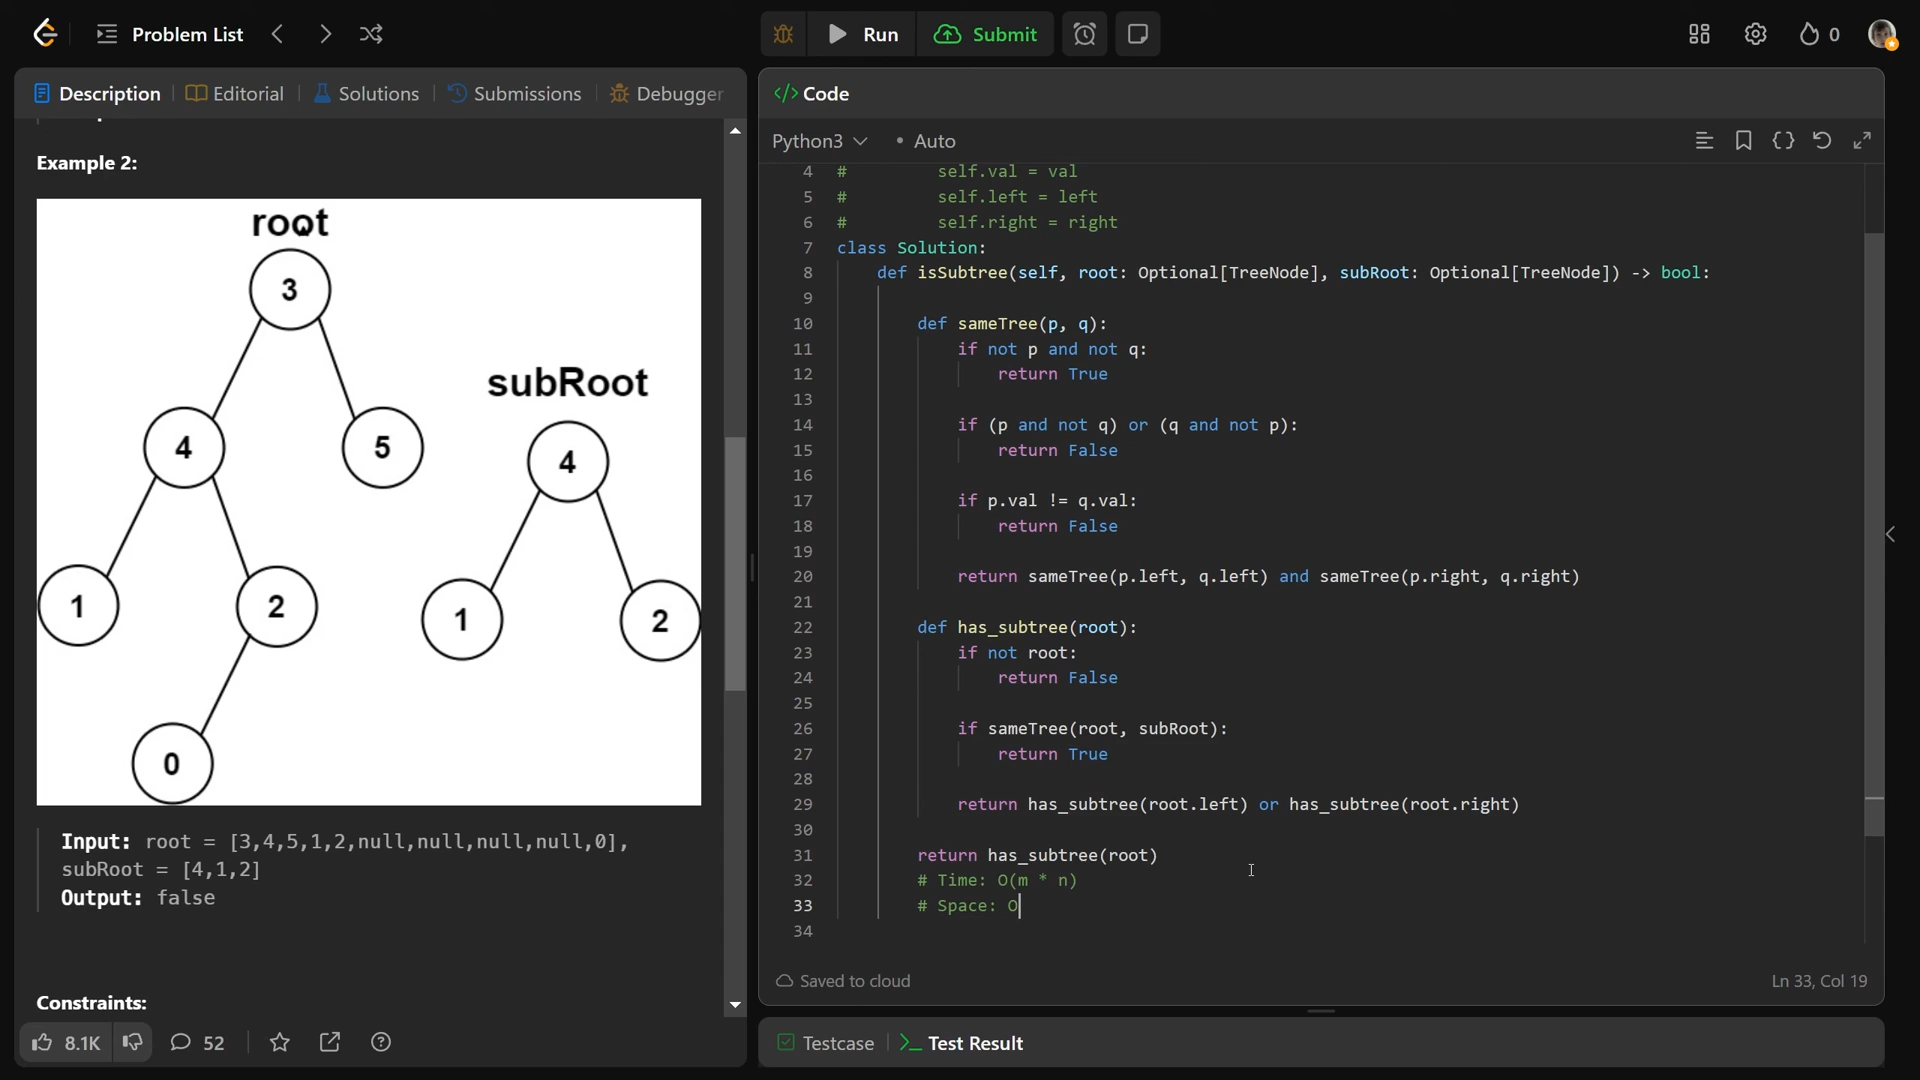 Problem List
Run
Submit
0
Description
Editorial
Solutions
Submissions
Debugger
Example 2:
root
3
4
5
1
2
0
subRoot
4
1
2
Input: root = [3,4,5,1,2,null,null,null,null,0],
subRoot = [4,1,2]
Output: false
Constraints:
8.1K
52
</> Code
Python3
Auto
4 # self.val = val
5 # self.left = left
6 # self.right = right
7 class Solution:
8 def isSubtree(self, root: Optional[TreeNode], subRoot: Optional[TreeNode]) -> bool:
9
10 def sameTree(p, q):
11 if not p and not q:
12 return True
13
14 if (p and not q) or (q and not p):
15 return False
16
17 if p.val != q.val:
18 return False
19
20 return sameTree(p.left, q.left) and sameTree(p.right, q.right)
21
22 def has_subtree(root):
23 if not root:
24 return False
25
26 if sameTree(root, subRoot):
27 return True
28
29 return has_subtree(root.left) or has_subtree(root.right)
30
31 return has_subtree(root)
32 # Time: O(m * n)
33 # Space: O
34
Saved to cloud
Ln 33, Col 19
Testcase
Test Result